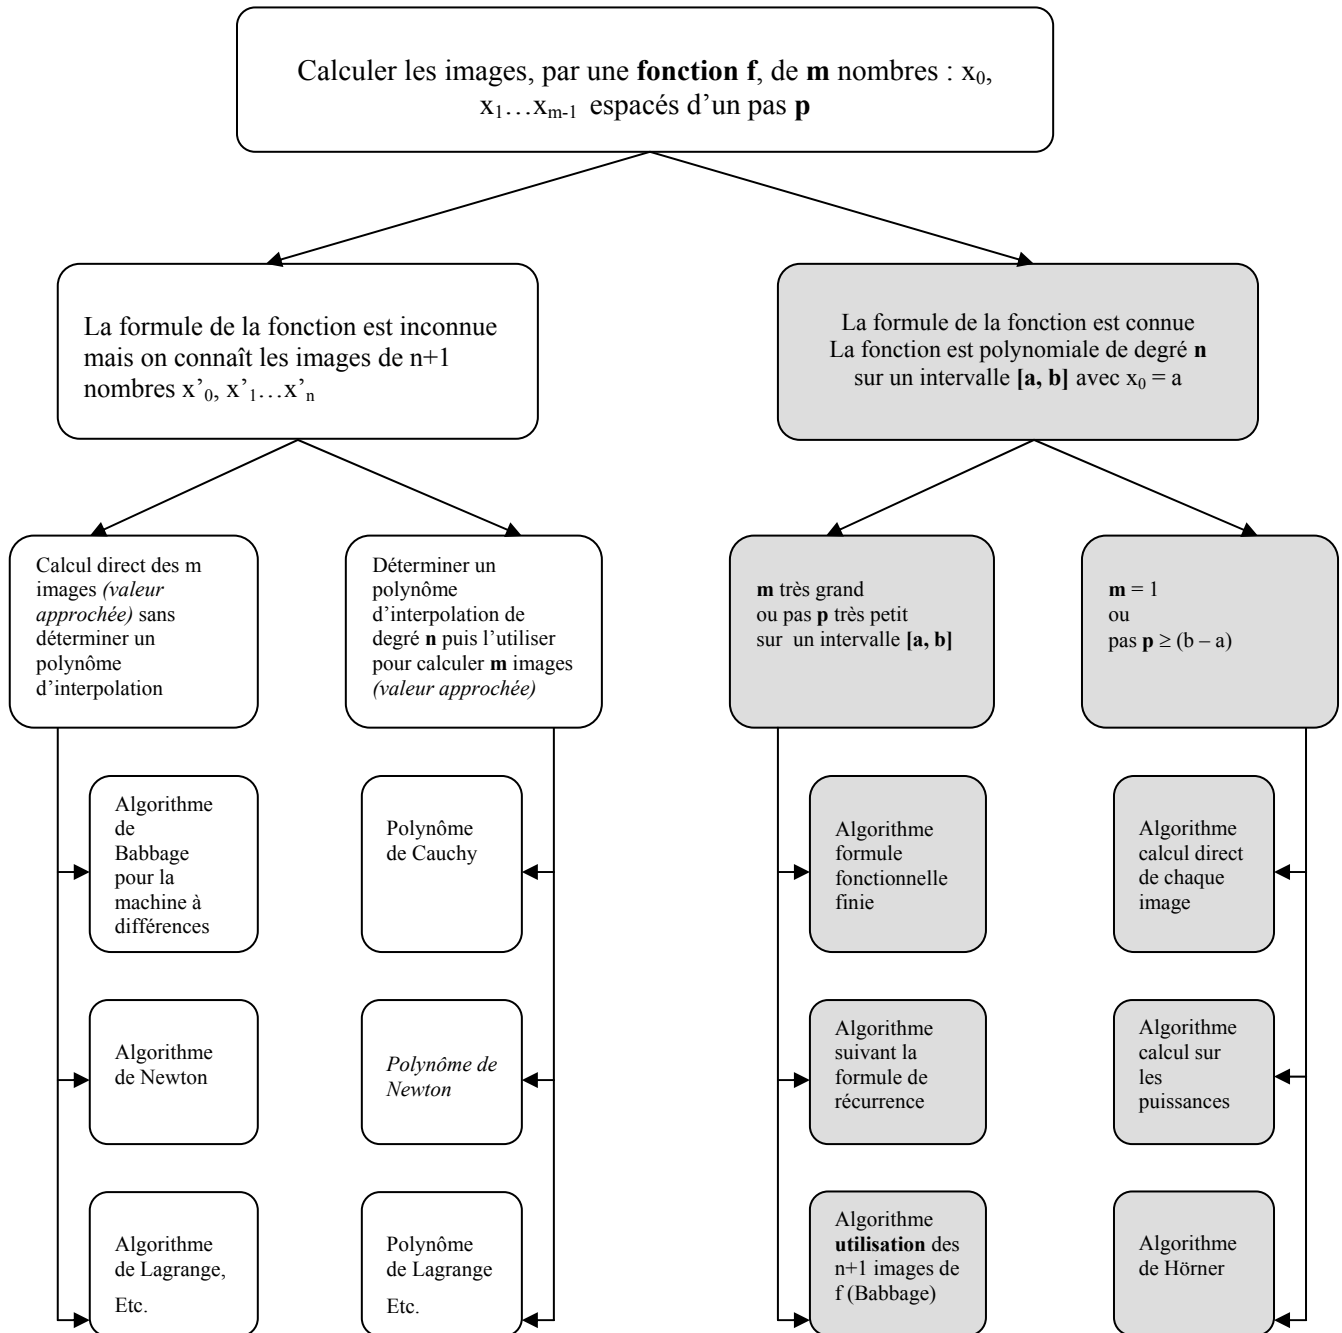 Calculer les images, par une fonction f, de m nombres : x₀,
x₁…xₘ₋₁ espacés d’un pas p
La formule de la fonction est inconnue
mais on connaît les images de n+1
nombres x’₀, x’₁…x’ₙ
La formule de la fonction est connue
La fonction est polynomiale de degré n
sur un intervalle [a, b] avec x₀ = a
Calcul direct des m
images (valeur
approchée) sans
déterminer un
polynôme
d’interpolation
Déterminer un
polynôme
d’interpolation de
degré n puis l’utiliser
pour calculer m images
(valeur approchée)
m très grand
ou pas p très petit
sur un intervalle [a, b]
m = 1
ou
pas p ≥ (b – a)
Algorithme
de
Babbage
pour la
machine à
différences
Polynôme
de Cauchy
Algorithme
formule
fonctionnelle
finie
Algorithme
calcul direct
de chaque
image
Algorithme
de Newton
Polynôme de
Newton
Algorithme
suivant la
formule de
récurrence
Algorithme
calcul sur
les
puissances
Algorithme
de Lagrange,
Etc.
Polynôme
de Lagrange
Etc.
Algorithme
utilisation des
n+1 images de
f (Babbage)
Algorithme
de Hörner